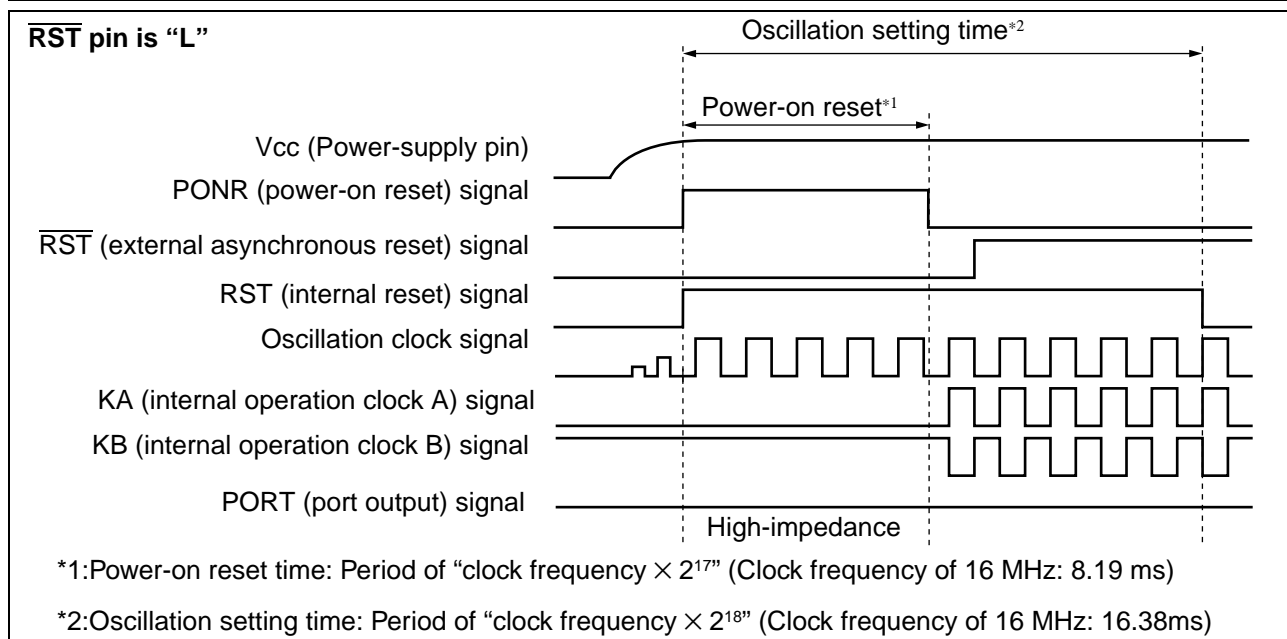 RST pin is “L”
Oscillation setting time*2
Power-on reset*1
Vcc (Power-supply pin)
PONR (power-on reset) signal
RST (external asynchronous reset) signal
RST (internal reset) signal
Oscillation clock signal
KA (internal operation clock A) signal
KB (internal operation clock B) signal
PORT (port output) signal
High-impedance
*1:Power-on reset time: Period of “clock frequency × 2¹⁷” (Clock frequency of 16 MHz: 8.19 ms)
*2:Oscillation setting time: Period of “clock frequency × 2¹⁸” (Clock frequency of 16 MHz: 16.38ms)